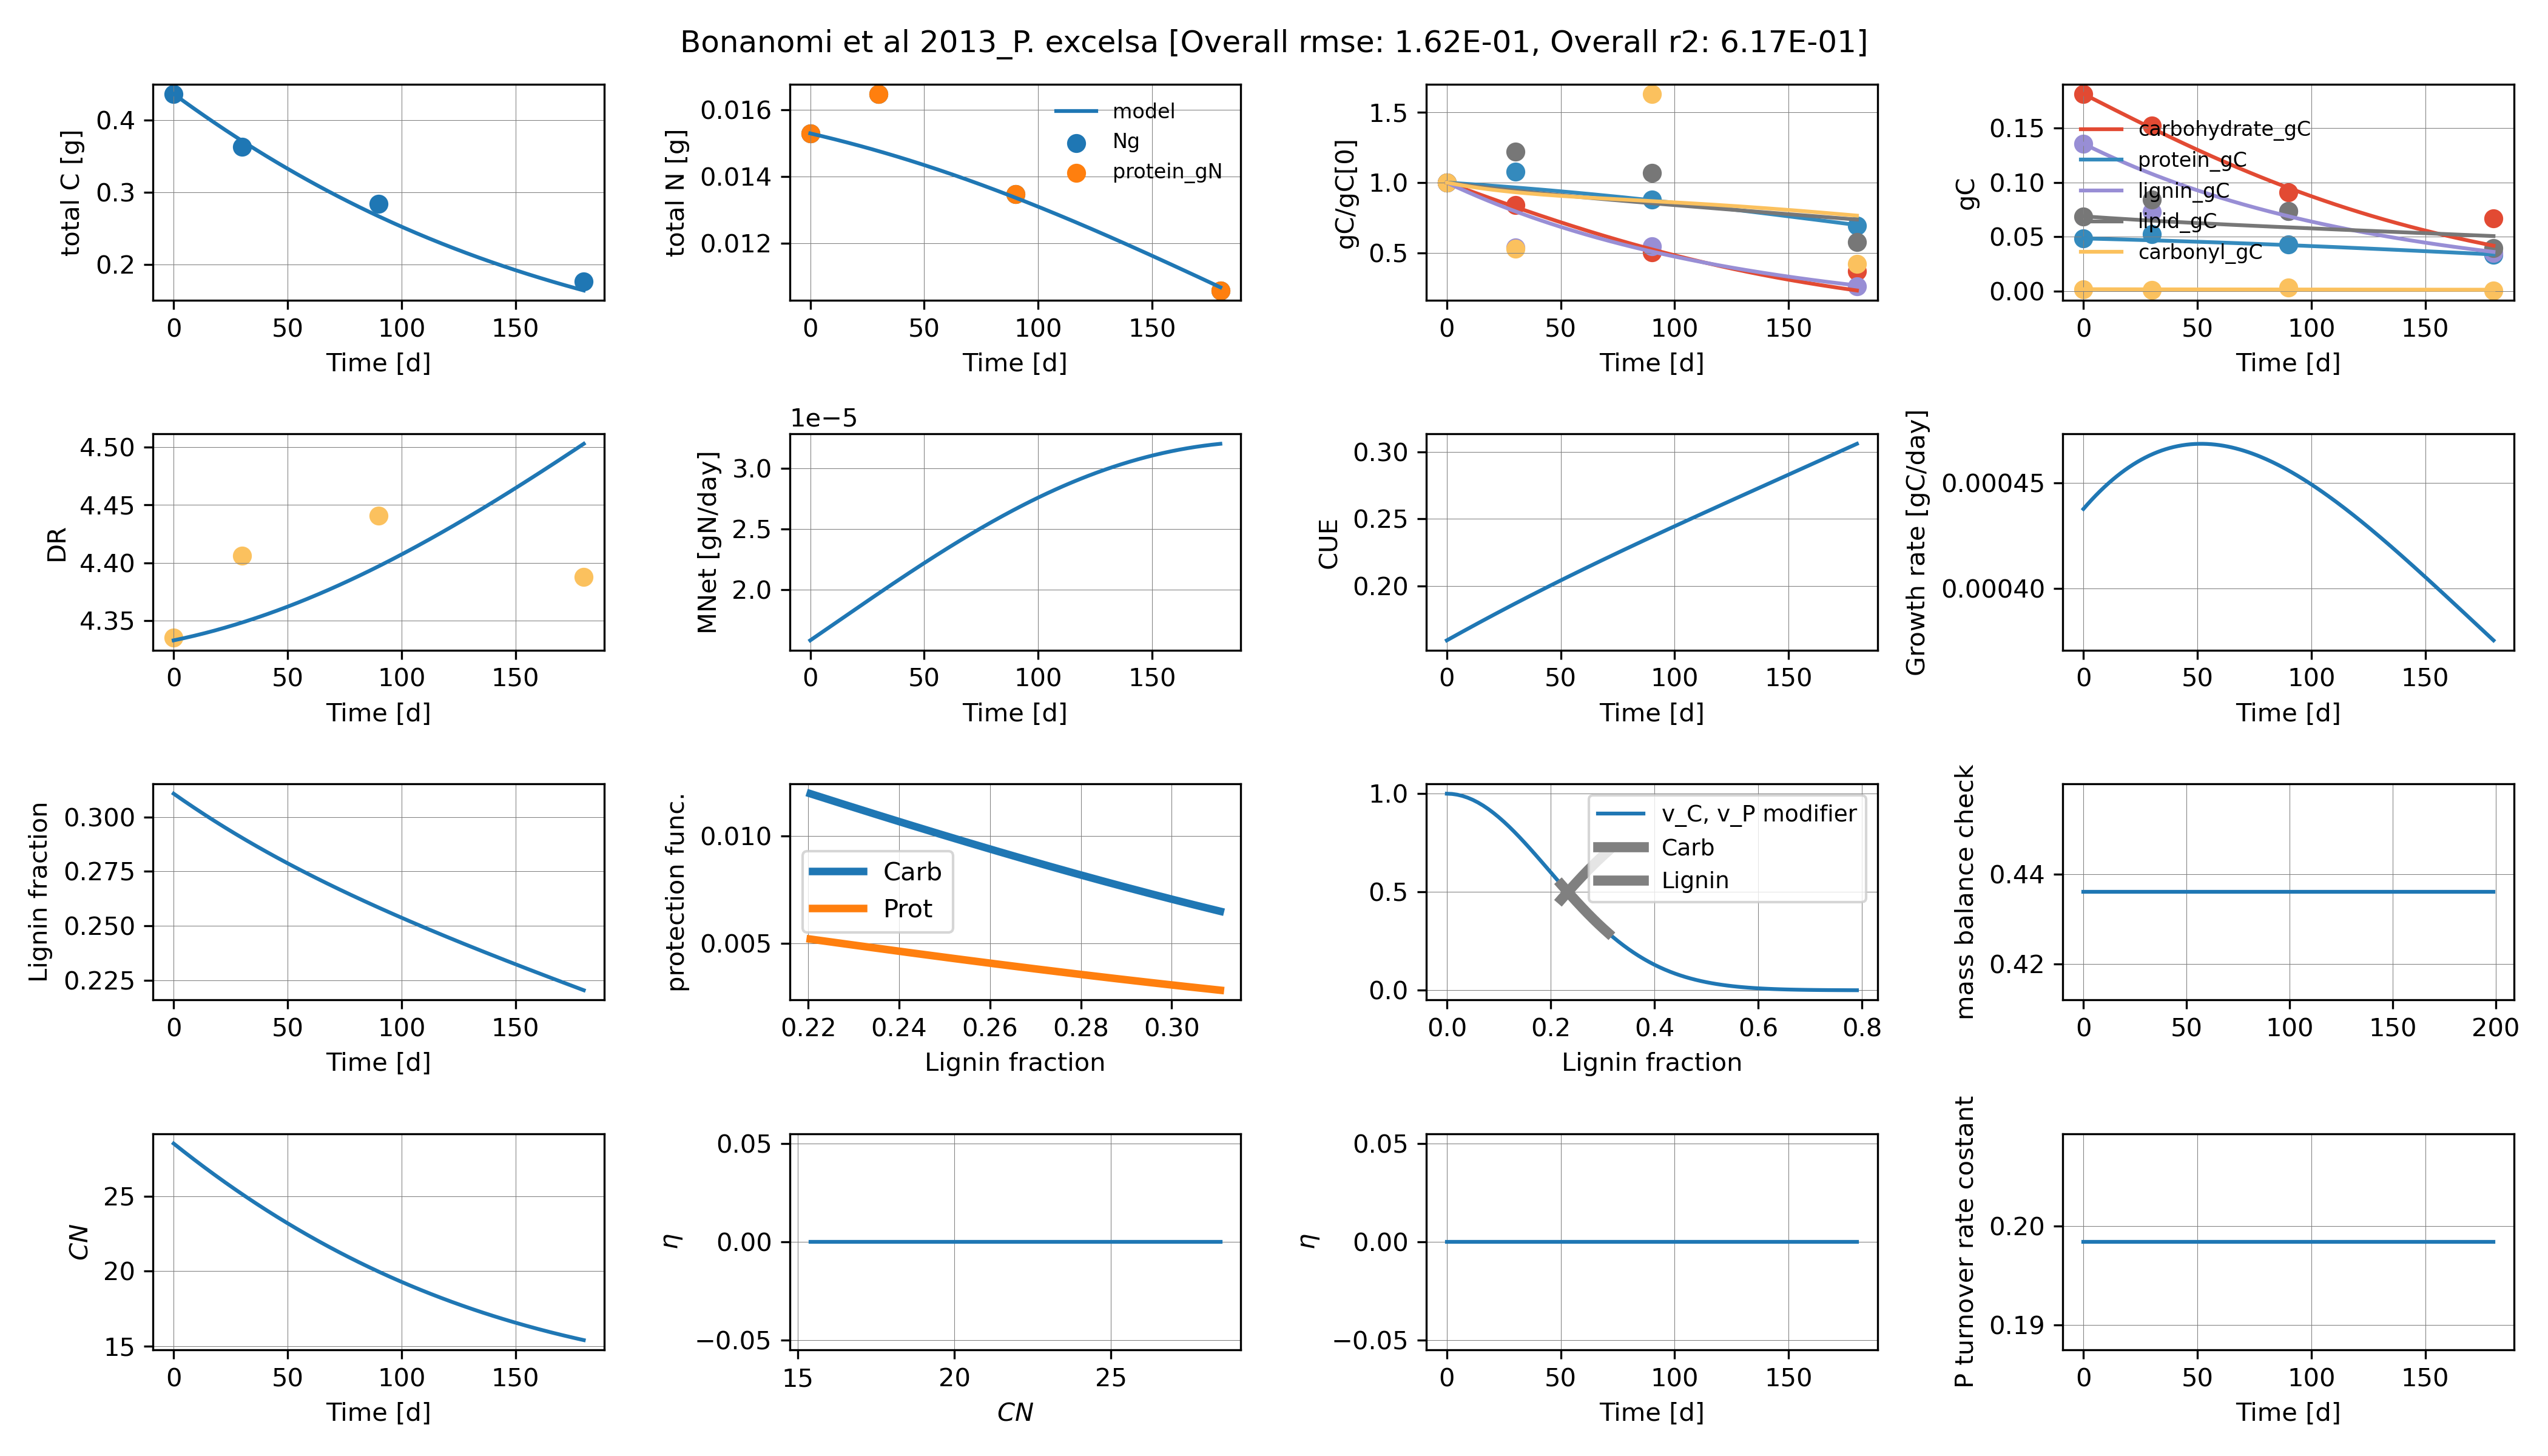 Bonanomi et al 2013_P. excelsa [Overall rmse: 1.62E-01, Overall r2: 6.17E-01]
total C [g]
0.4
0.3
0.2
0 50 100 150
Time [d]
total N [g]
0.016
0.014
0.012
model
Ng
protein_gN
0 50 100 150
Time [d]
gC/gC[0]
1.5
1.0
0.5
0 50 100 150
Time [d]
gC
0.15
0.10
0.05
0.00
carbohydrate_gC
protein_gC
lignin_gC
lipid_gC
carbonyl_gC
0 50 100 150
Time [d]
DR
4.50
4.45
4.40
4.35
0 50 100 150
Time [d]
1e−5
MNet [gN/day]
3.0
2.5
2.0
0 50 100 150
Time [d]
CUE
0.30
0.25
0.20
0 50 100 150
Time [d]
Growth rate [gC/day]
0.00045
0.00040
0 50 100 150
Time [d]
Lignin fraction
0.300
0.275
0.250
0.225
0 50 100 150
Time [d]
protection func.
0.010
0.005
Carb
Prot
0.22 0.24 0.26 0.28 0.30
Lignin fraction
1.0
0.5
0.0
v_C, v_P modifier
Carb
Lignin
0.0 0.2 0.4 0.6 0.8
Lignin fraction
mass balance check
0.44
0.42
0 50 100 150 200
CN
25
20
15
0 50 100 150
Time [d]
η
0.05
0.00
−0.05
15 20 25
CN
η
0.05
0.00
−0.05
0 50 100 150
Time [d]
P turnover rate costant
0.20
0.19
0 50 100 150
Time [d]